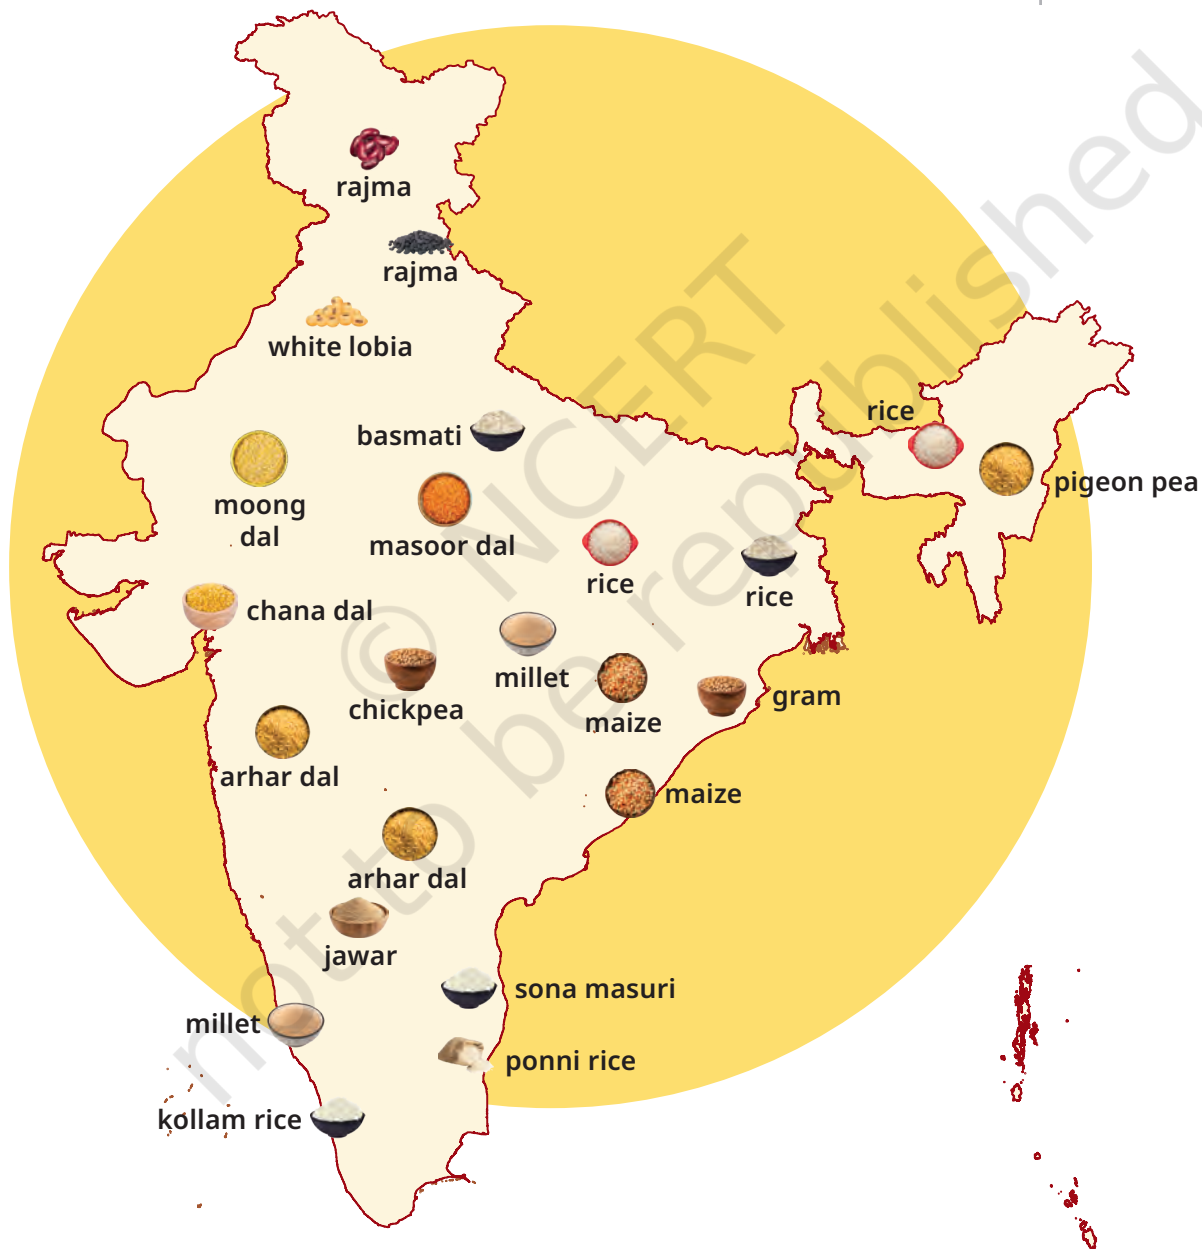 rajma
rajma
white lobia
rice
basmati
pigeon pea
moong
dal
masoor dal
rice
rice
chana dal
millet
chickpea
maize
gram
arhar dal
maize
arhar dal
jawar
sona masuri
millet
ponni rice
kollam rice
© NCERT
not to be republished